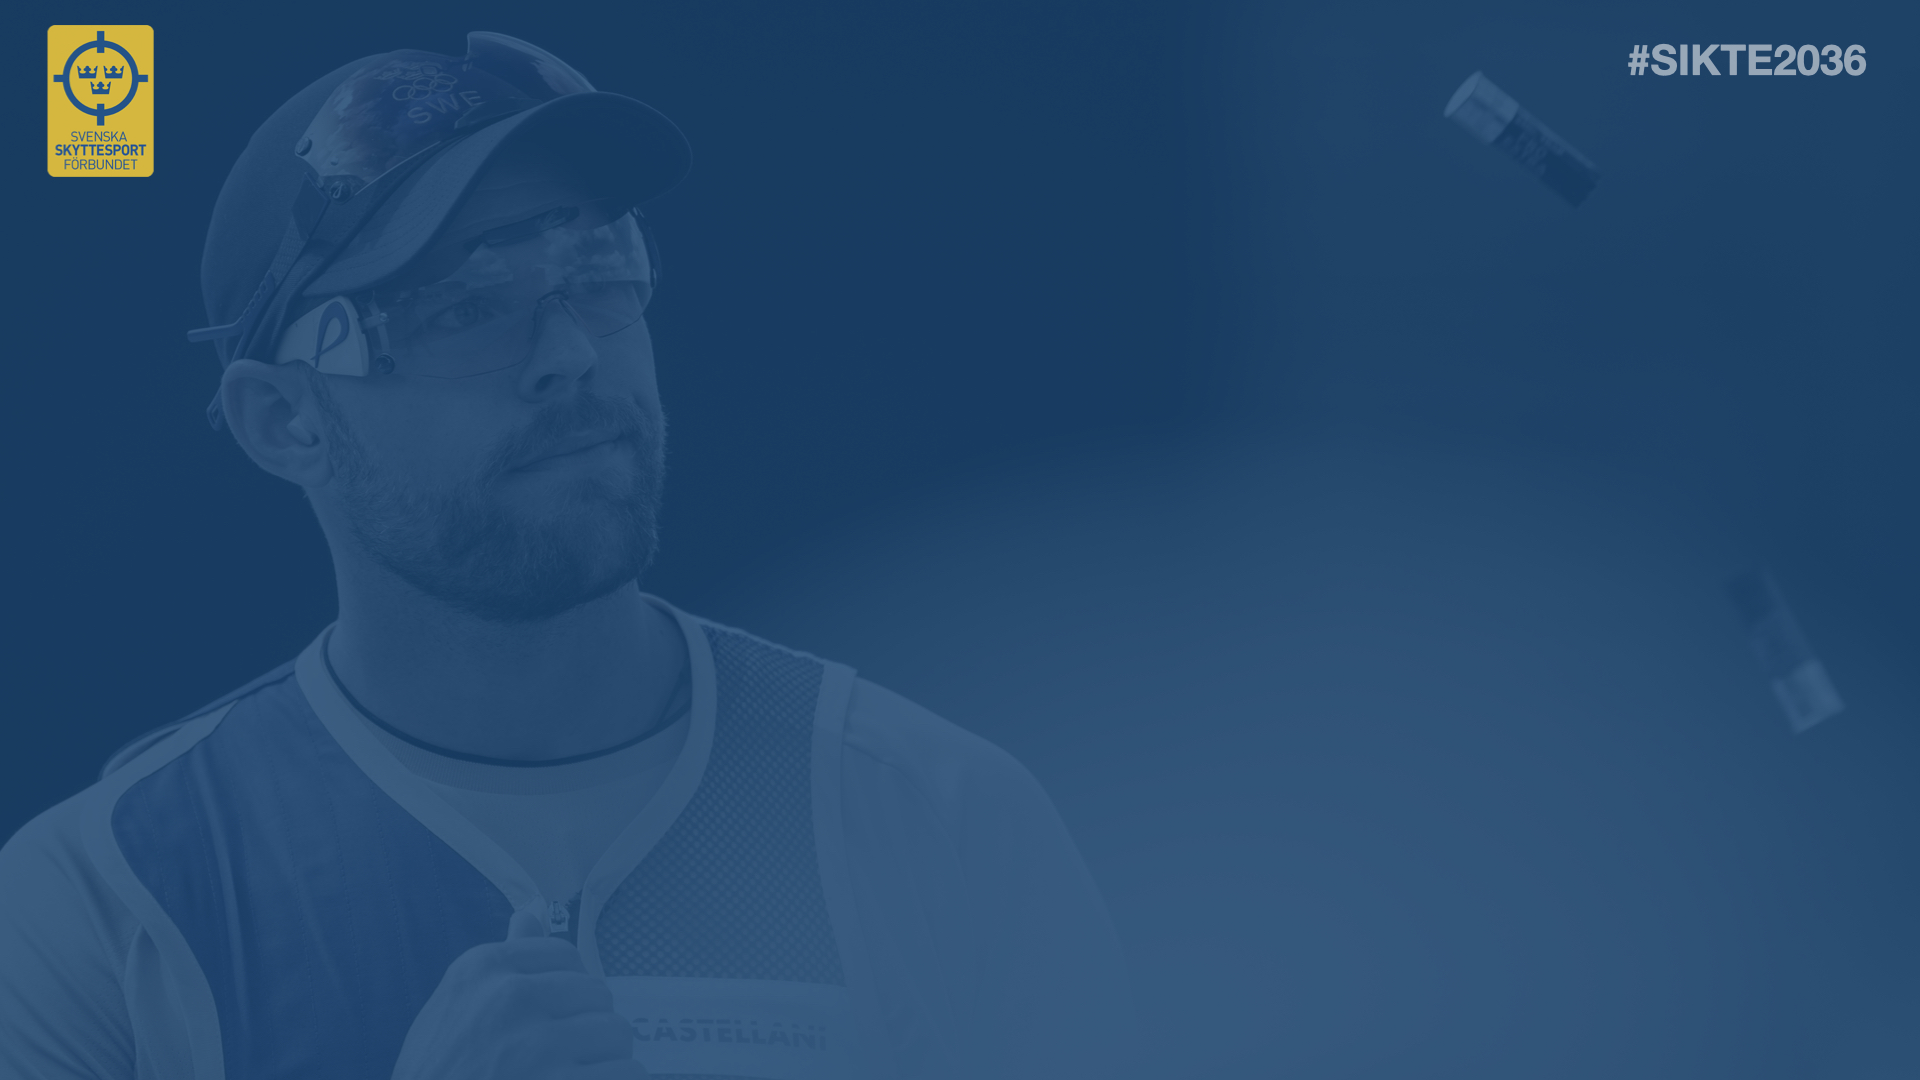 SVENSKA
SKYTTESPORT
FÖRBUNDET
#SIKTE2036
SWE
CASTELLANI